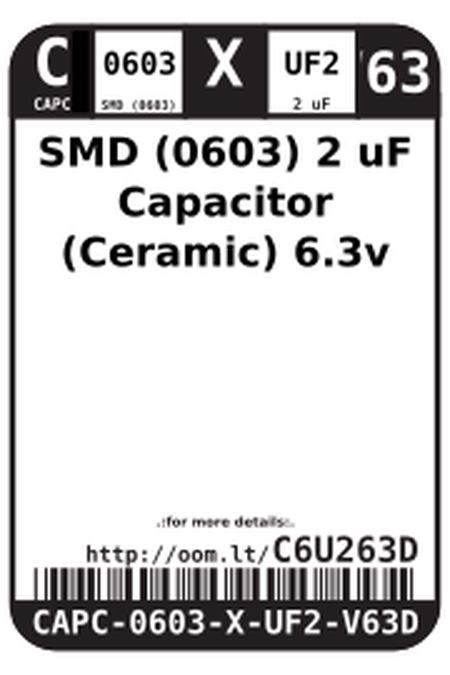 C 0603 X UF2 63
CAPC SMD (0603) 2 uF
SMD (0603) 2 uF
Capacitor
(Ceramic) 6.3v
.:for more details:.
http://oom.lt/C6U263D
CAPC-0603-X-UF2-V63D